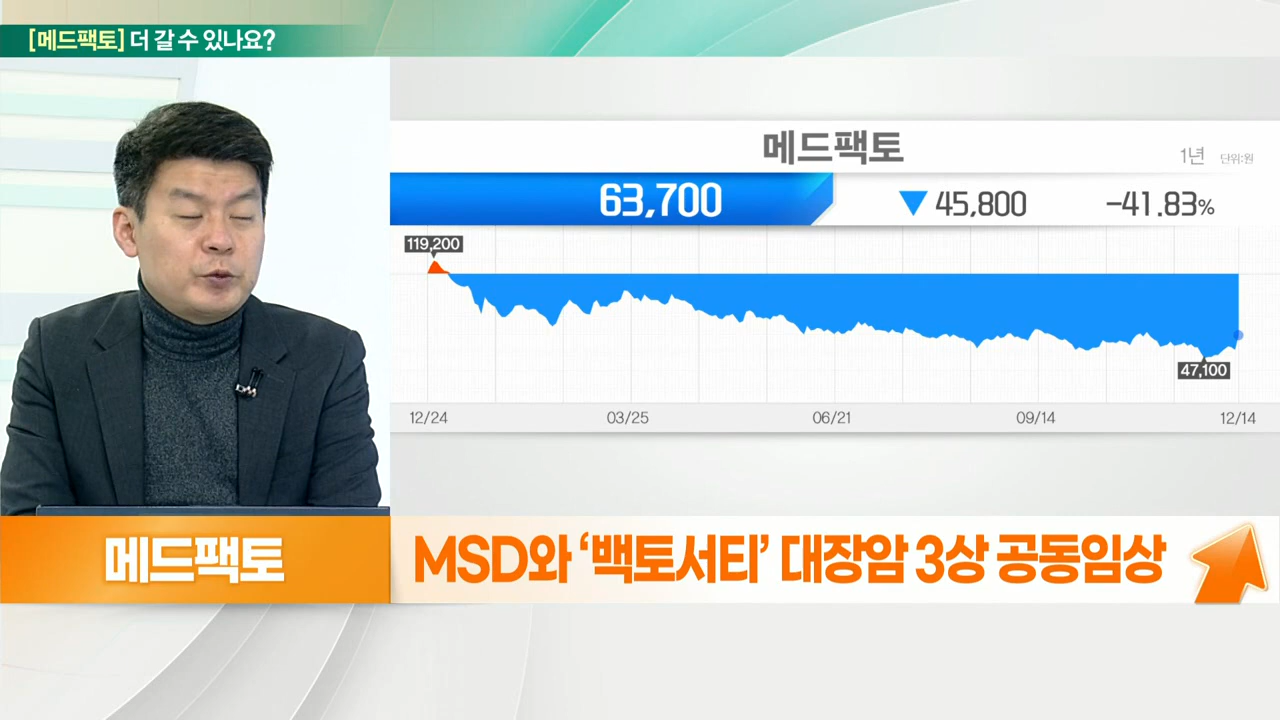 [메드팩토] 더 갈 수 있나요?
메드팩토
1년 단위:원
63,700 ▼ 45,800 -41.83%
119,200
47,100
12/24 03/25 06/21 09/14 12/14
메드팩토
MSD와 ‘백토서티’ 대장암 3상 공동임상